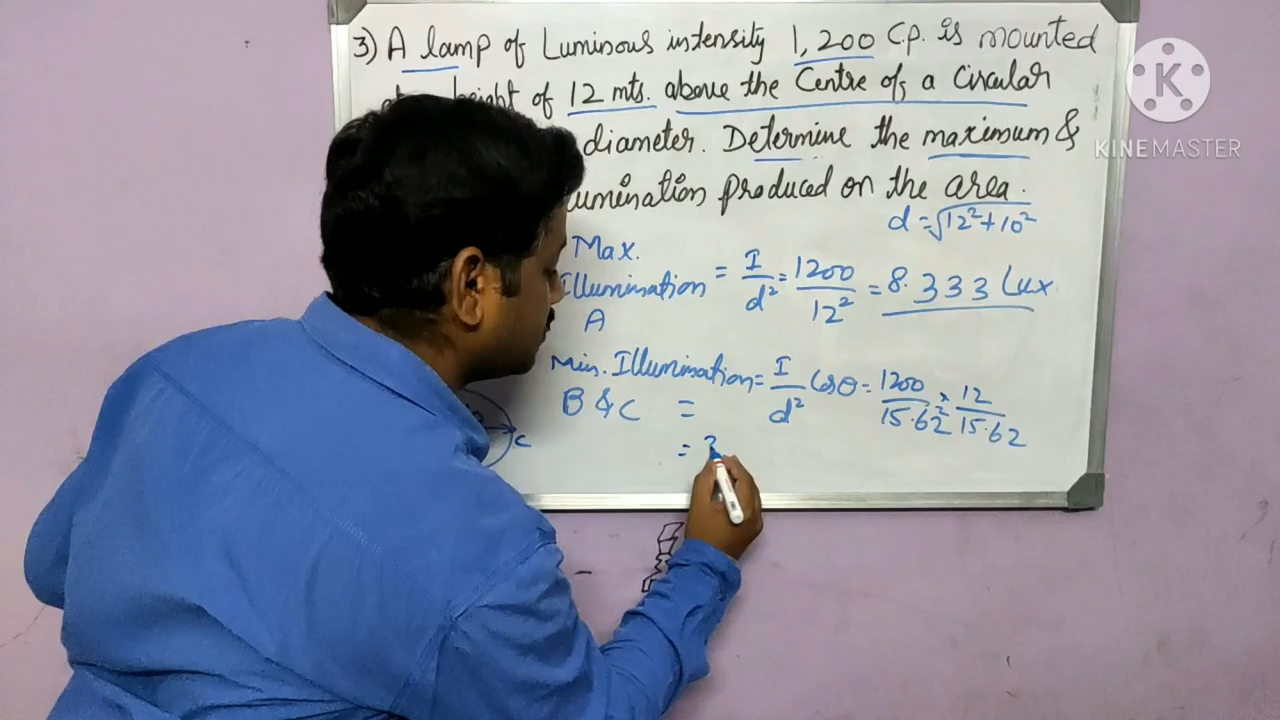 3) A lamp of Luminous intensity 1,200 C.P. is mounted
height of 12 mts. above the Centre of a Circular
diameter. Determine the maximum &
umination produced on the area.
d = √12² + 10²
Max.
Illumination = I/d² = 1200/12² = 8.333 Lux
A
Min. Illumination = I/d² Cosθ = 1200/15.62² × 12/15.62
B & C =
C
= 3
K
KINEMASTER